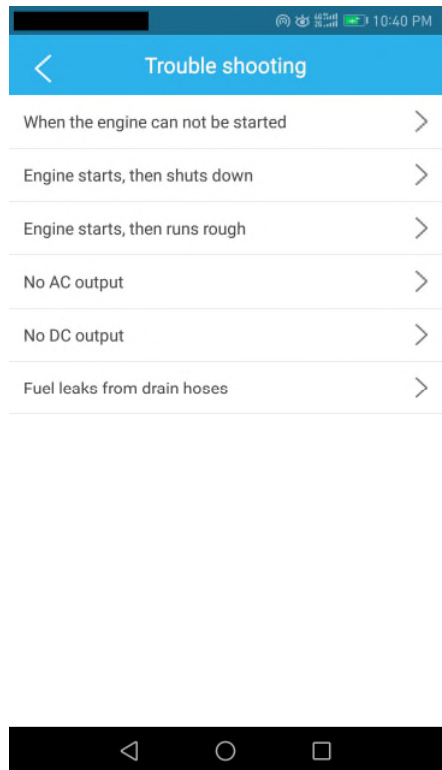 10:40 PM
Trouble shooting
When the engine can not be started
Engine starts, then shuts down
Engine starts, then runs rough
No AC output
No DC output
Fuel leaks from drain hoses